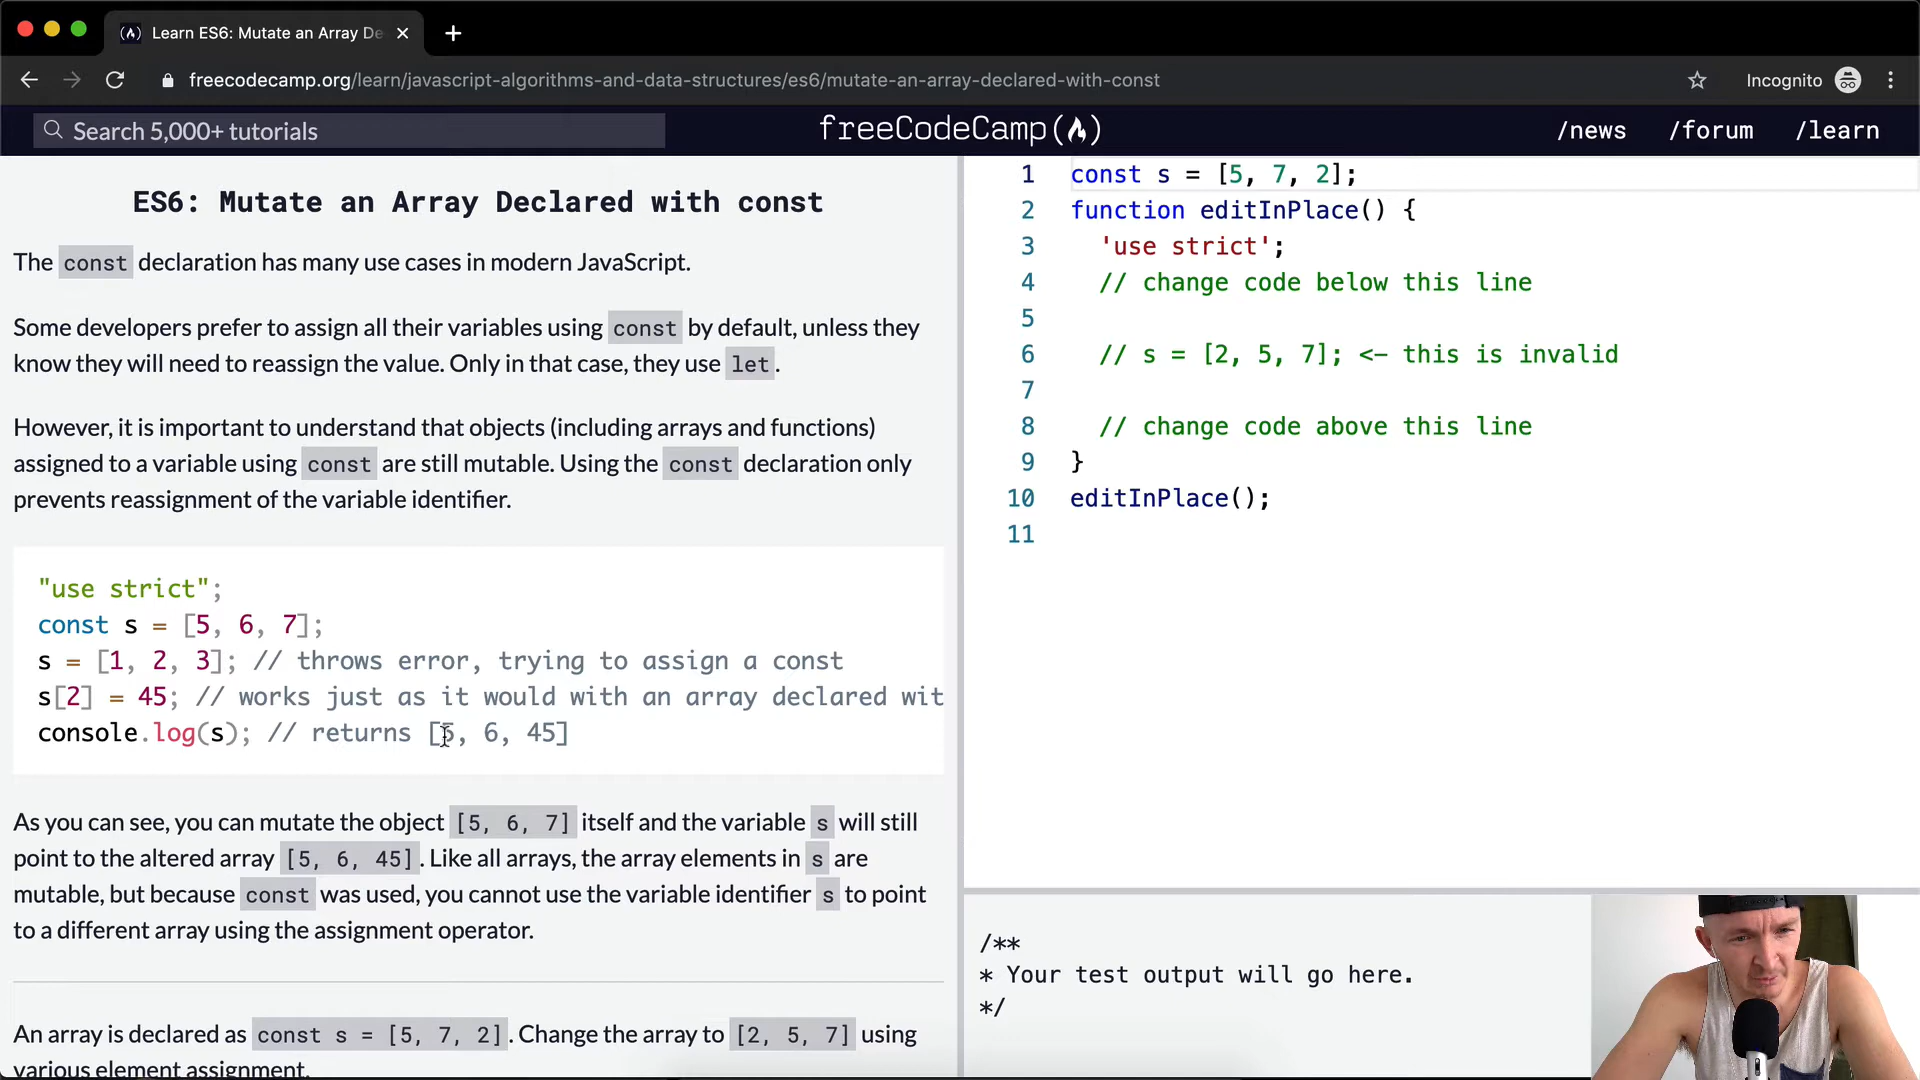 Learn ES6: Mutate an Array De
freecodecamp.org/learn/javascript-algorithms-and-data-structures/es6/mutate-an-array-declared-with-const
Incognito
Search 5,000+ tutorials
freeCodeCamp(🔥)
/news /forum /learn
ES6: Mutate an Array Declared with const
The const declaration has many use cases in modern JavaScript.
Some developers prefer to assign all their variables using const by default, unless they
know they will need to reassign the value. Only in that case, they use let.
However, it is important to understand that objects (including arrays and functions)
assigned to a variable using const are still mutable. Using the const declaration only
prevents reassignment of the variable identifier.
"use strict";
const s = [5, 6, 7];
s = [1, 2, 3]; // throws error, trying to assign a const
s[2] = 45; // works just as it would with an array declared wit
console.log(s); // returns [5, 6, 45]
As you can see, you can mutate the object [5, 6, 7] itself and the variable s will still
point to the altered array [5, 6, 45]. Like all arrays, the array elements in s are
mutable, but because const was used, you cannot use the variable identifier s to point
to a different array using the assignment operator.
An array is declared as const s = [5, 7, 2]. Change the array to [2, 5, 7] using
various element assignment.
1 const s = [5, 7, 2];
2 function editInPlace() {
3 'use strict';
4 // change code below this line
5
6 // s = [2, 5, 7]; <- this is invalid
7
8 // change code above this line
9 }
10 editInPlace();
11
/**
* Your test output will go here.
*/